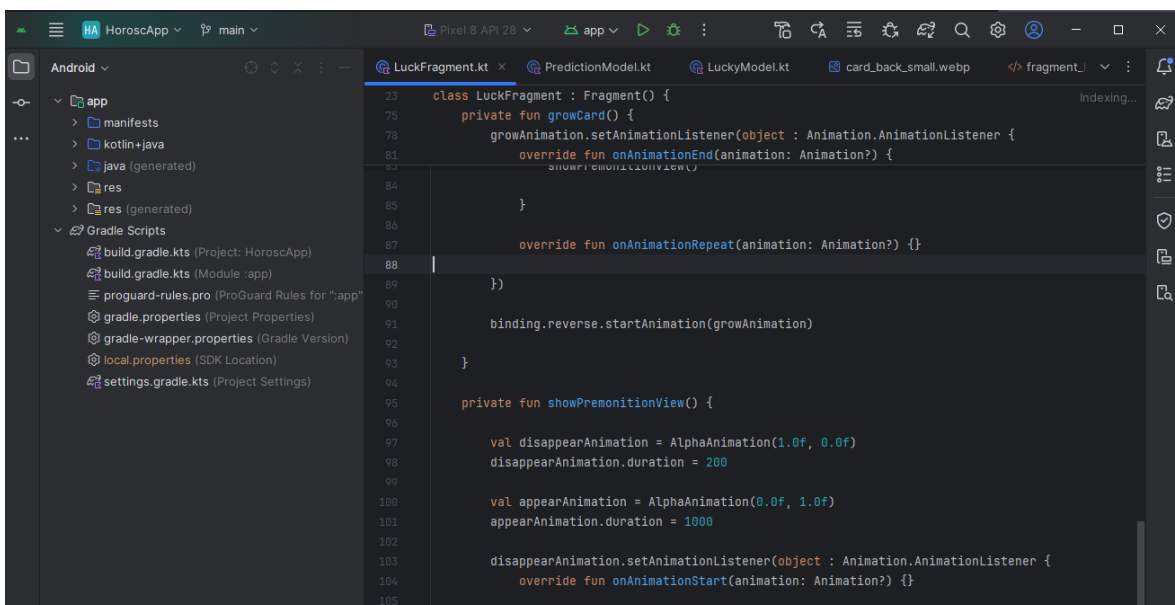 HA HoroscApp main Pixel 8 API 28 app
Android
LuckFragment.kt PredictionModel.kt LuckyModel.kt card_back_small.webp fragment_l
app
manifests
kotlin+java
java (generated)
res
res (generated)
Gradle Scripts
build.gradle.kts (Project: HoroscApp)
build.gradle.kts (Module :app)
proguard-rules.pro (ProGuard Rules for ":app"
gradle.properties (Project Properties)
gradle-wrapper.properties (Gradle Version)
local.properties (SDK Location)
settings.gradle.kts (Project Settings)
Indexing...
23 class LuckFragment : Fragment() {
75 private fun growCard() {
78 growAnimation.setAnimationListener(object : Animation.AnimationListener {
81 override fun onAnimationEnd(animation: Animation?) {
83 showPremonitionView()
84
85 }
86
87 override fun onAnimationRepeat(animation: Animation?) {}
88
89 })
90
91 binding.reverse.startAnimation(growAnimation)
92
93 }
94
95 private fun showPremonitionView() {
96
97 val disappearAnimation = AlphaAnimation(1.0f, 0.0f)
98 disappearAnimation.duration = 200
99
100 val appearAnimation = AlphaAnimation(0.0f, 1.0f)
101 appearAnimation.duration = 1000
102
103 disappearAnimation.setAnimationListener(object : Animation.AnimationListener {
104 override fun onAnimationStart(animation: Animation?) {}
105